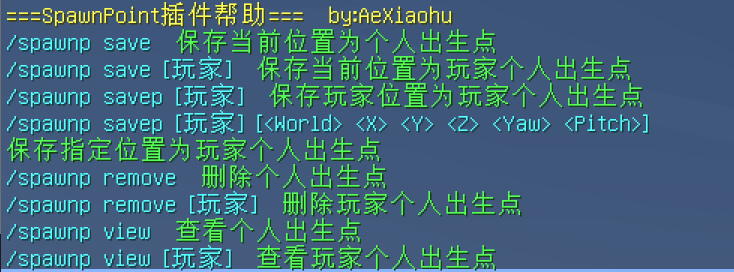 ===SpawnPoint插件帮助===  by:AeXiaohu
/spawnp save  保存当前位置为个人出生点
/spawnp save [玩家]  保存当前位置为玩家个人出生点
/spawnp savep [玩家]  保存玩家位置为玩家个人出生点
/spawnp savep [玩家] [<World> <X> <Y> <Z> <Yaw> <Pitch>]
保存指定位置为玩家个人出生点
/spawnp remove  删除个人出生点
/spawnp remove [玩家]  删除玩家个人出生点
/spawnp view  查看个人出生点
/spawnp view [玩家]  查看玩家个人出生点